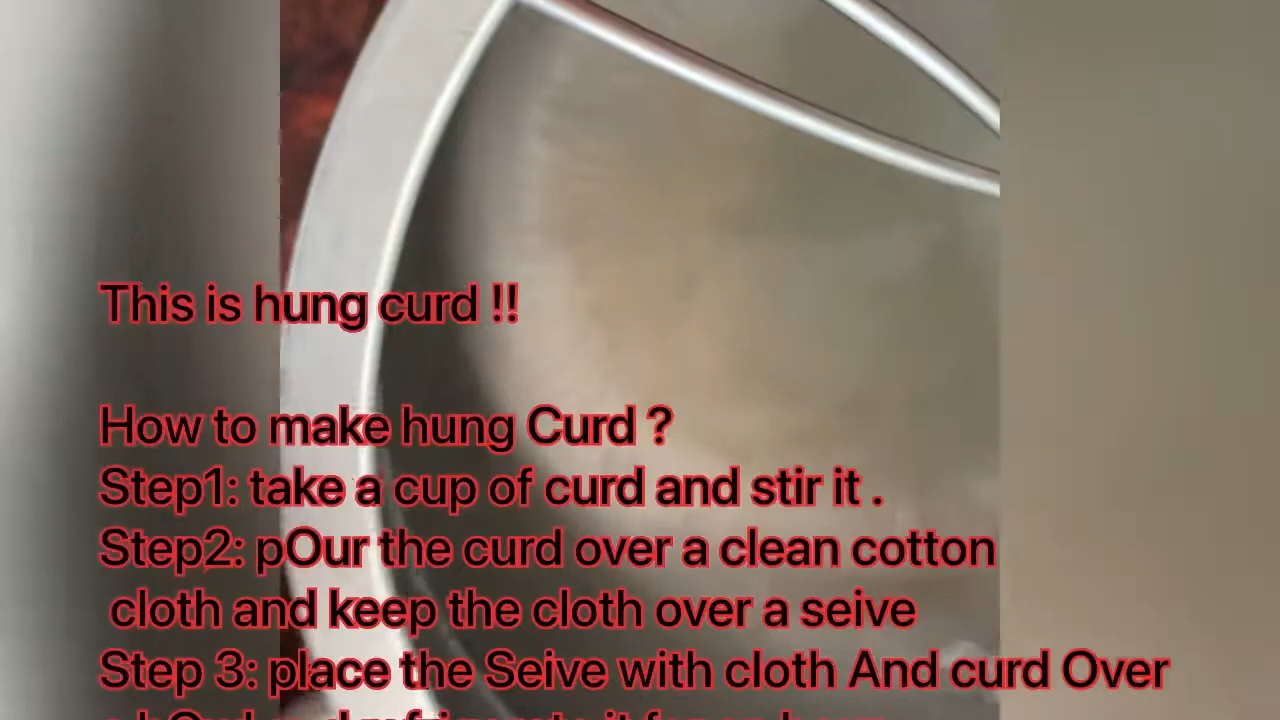 This is hung curd !!
How to make hung Curd ?
Step1: take a cup of curd and stir it .
Step2: pOur the curd over a clean cotton
cloth and keep the cloth over a seive
Step 3: place the Seive with cloth And curd Over